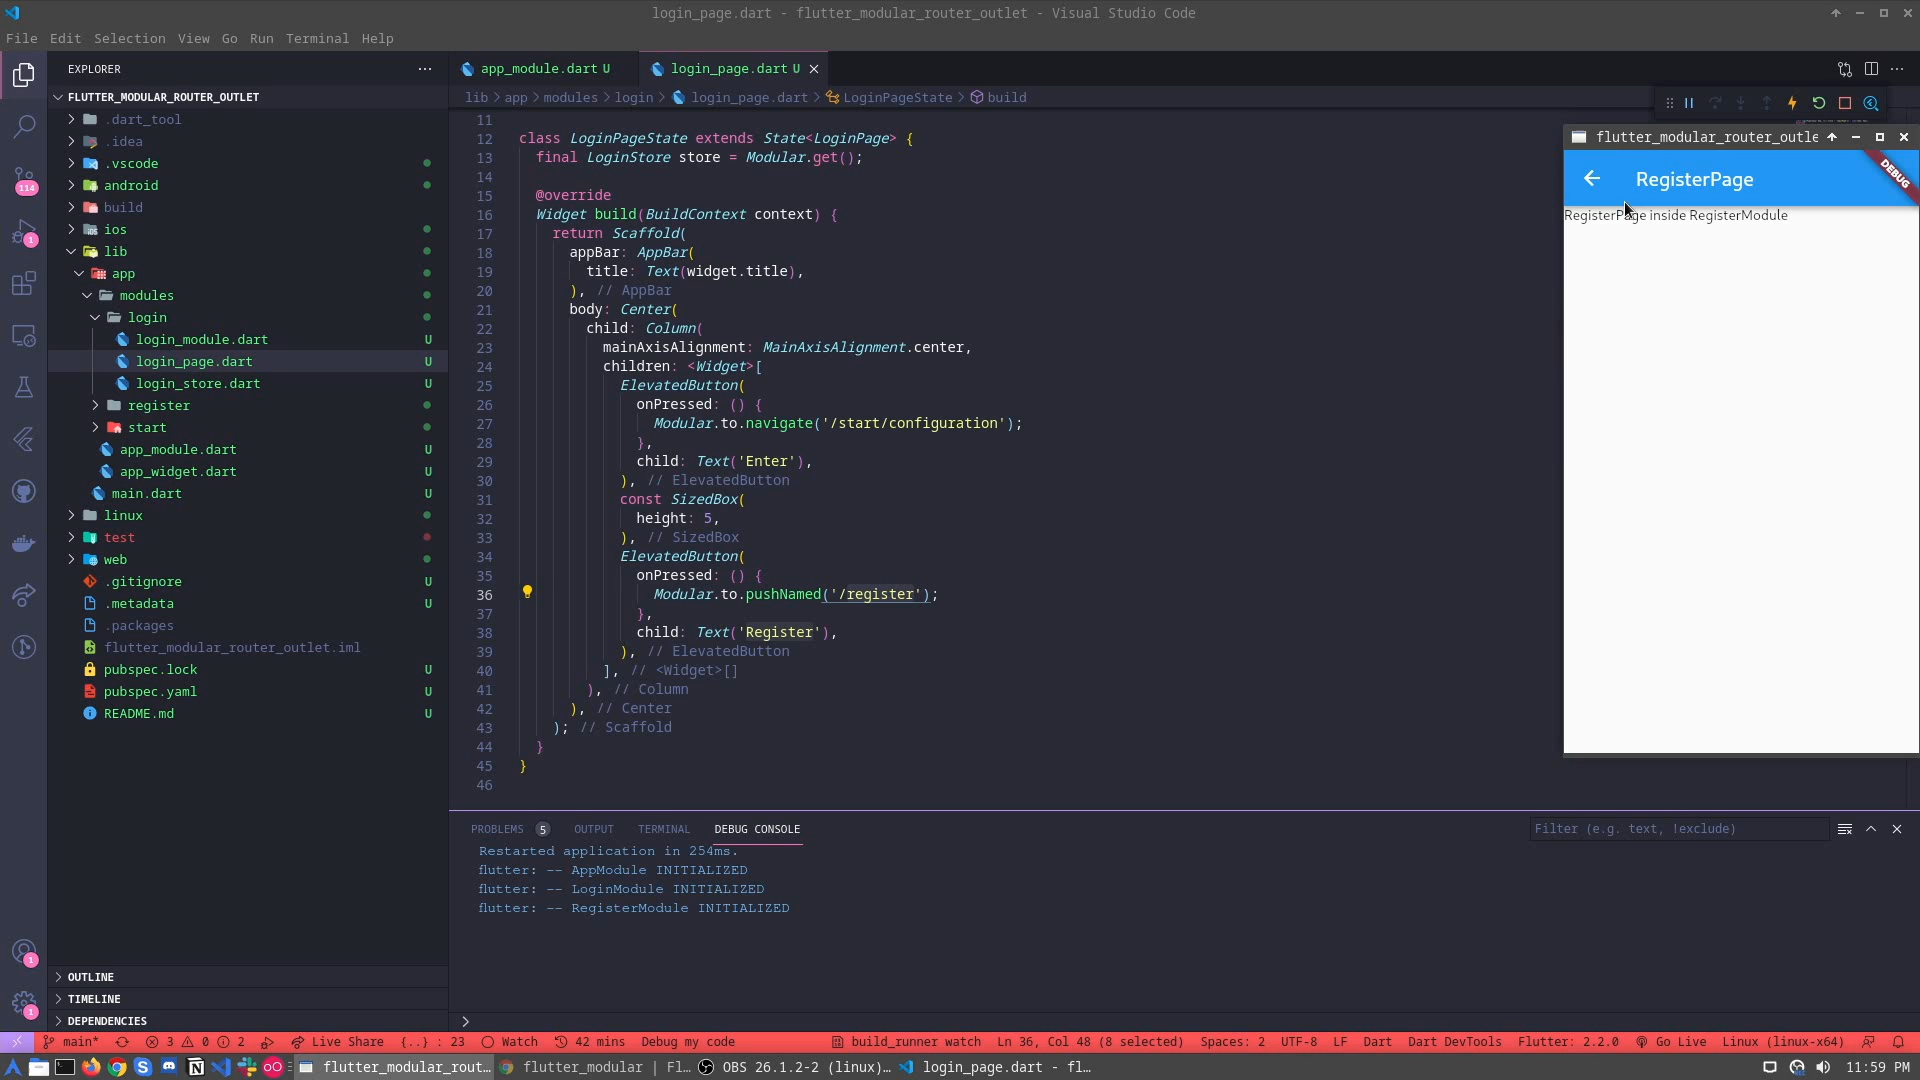 login_page.dart - flutter_modular_router_outlet - Visual Studio Code
File Edit Selection View Go Run Terminal Help
EXPLORER
FLUTTER_MODULAR_ROUTER_OUTLET
.dart_tool
.idea
.vscode
android
build
ios
lib
app
modules
login
login_module.dart U
login_page.dart U
login_store.dart U
register
start
app_module.dart U
app_widget.dart U
main.dart U
linux
test
web
.gitignore U
.metadata U
.packages
flutter_modular_router_outlet.iml
pubspec.lock U
pubspec.yaml U
README.md U
OUTLINE
TIMELINE
DEPENDENCIES
114
1
1
1
app_module.dart U
login_page.dart U
lib > app > modules > login > login_page.dart > LoginPageState > build
11
12 class LoginPageState extends State<LoginPage> {
13 final LoginStore store = Modular.get();
14
15 @override
16 Widget build(BuildContext context) {
17 return Scaffold(
18 appBar: AppBar(
19 title: Text(widget.title),
20 ), // AppBar
21 body: Center(
22 child: Column(
23 mainAxisAlignment: MainAxisAlignment.center,
24 children: <Widget>[
25 ElevatedButton(
26 onPressed: () {
27 Modular.to.navigate('/start/configuration');
28 },
29 child: Text('Enter'),
30 ), // ElevatedButton
31 const SizedBox(
32 height: 5,
33 ), // SizedBox
34 ElevatedButton(
35 onPressed: () {
36 Modular.to.pushNamed('/register');
37 },
38 child: Text('Register'),
39 ), // ElevatedButton
40 ], // <Widget>[]
41 ), // Column
42 ), // Center
43 ); // Scaffold
44 }
45 }
46
flutter_modular_router_outle
RegisterPage
DEBUG
RegisterPage inside RegisterModule
PROBLEMS 5 OUTPUT TERMINAL DEBUG CONSOLE
Filter (e.g. text, !exclude)
Restarted application in 254ms.
flutter: -- AppModule INITIALIZED
flutter: -- LoginModule INITIALIZED
flutter: -- RegisterModule INITIALIZED
main* 3 0 2 Live Share {..} : 23 Watch 42 mins Debug my code build_runner watch Ln 36, Col 48 (8 selected) Spaces: 2 UTF-8 LF Dart Dart DevTools Flutter: 2.2.0 Go Live Linux (linux-x64)
flutter_modular_rout... flutter_modular | Fl... OBS 26.1.2-2 (linux)... login_page.dart - fl... 11:59 PM